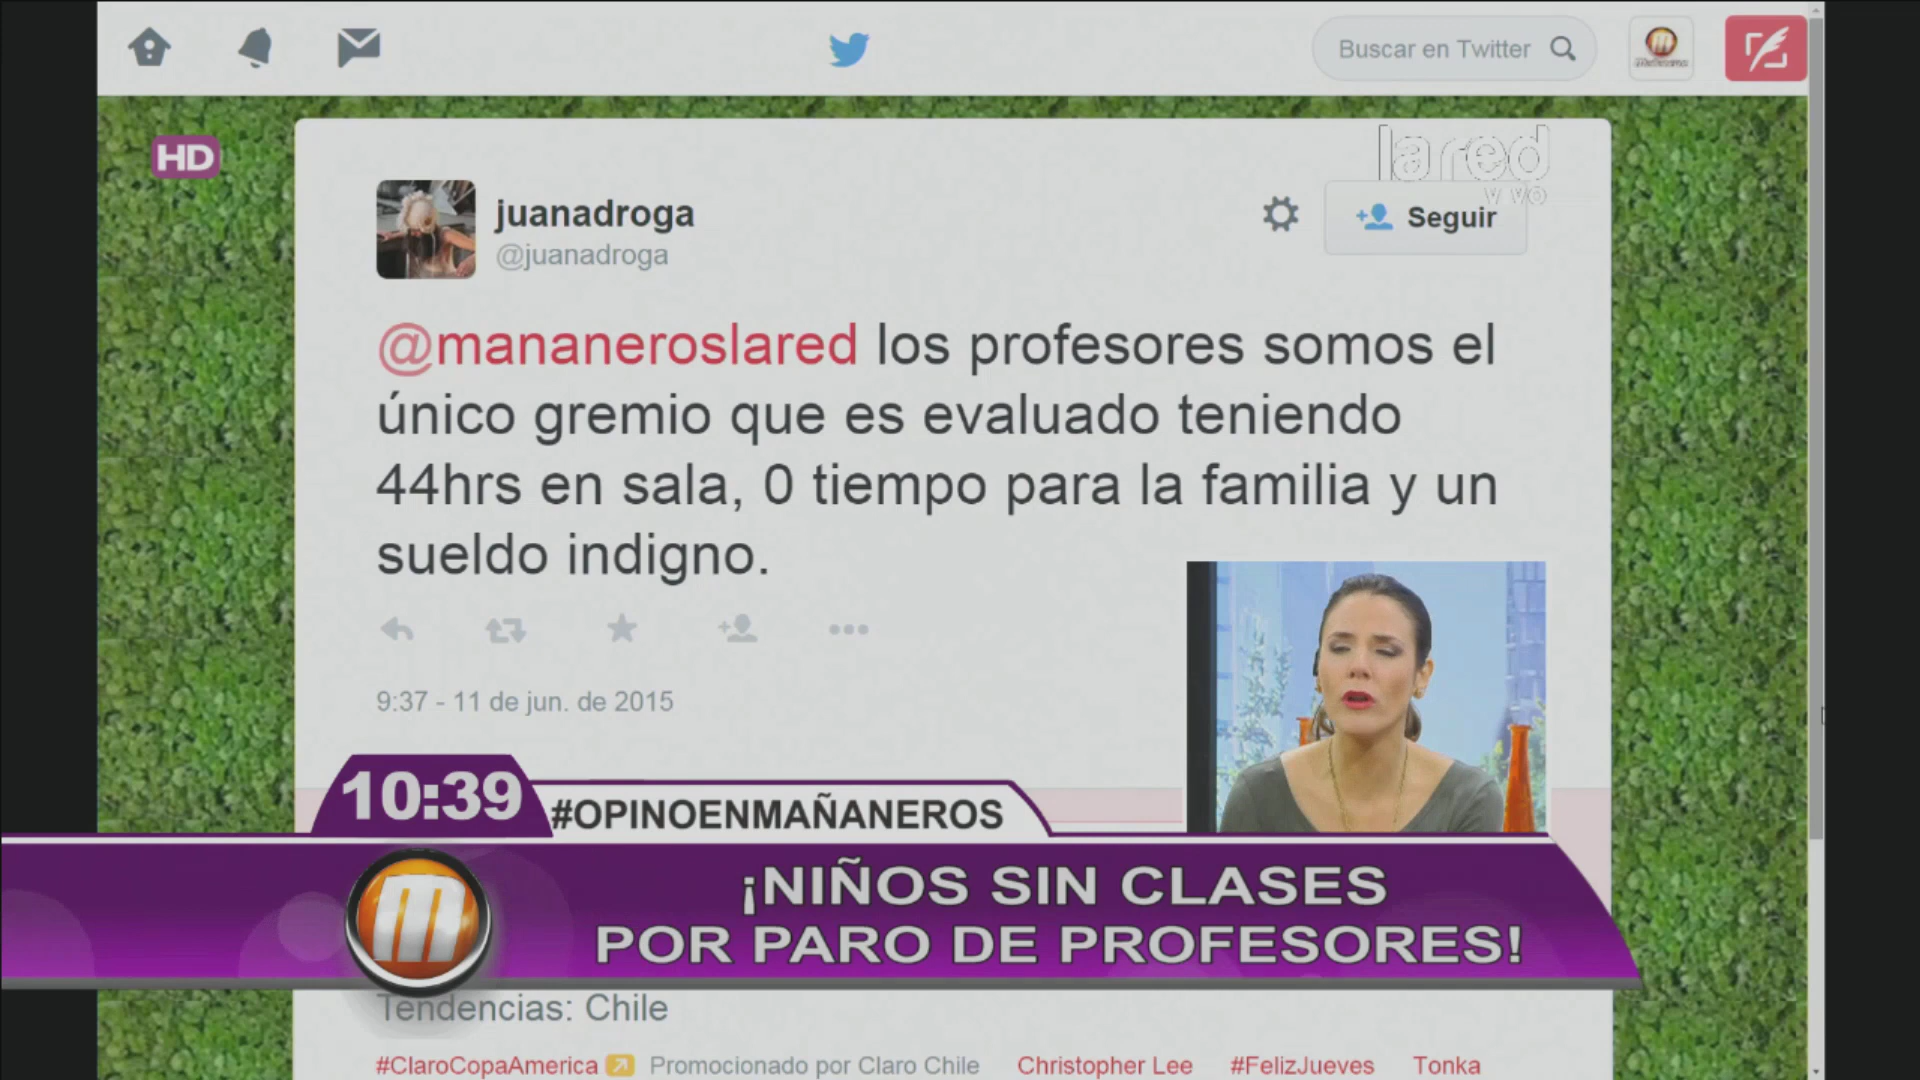 Buscar en Twitter
HD
la red
vivo
juanadroga
@juanadroga
Seguir
@mananeroslared los profesores somos el
único gremio que es evaluado teniendo
44hrs en sala, 0 tiempo para la familia y un
sueldo indigno.
9:37 - 11 de jun. de 2015
10:39
#OPINOENMAÑANEROS
m
¡NIÑOS SIN CLASES
POR PARO DE PROFESORES!
Tendencias: Chile
#ClaroCopaAmerica Promocionado por Claro Chile Christopher Lee #FelizJueves Tonka